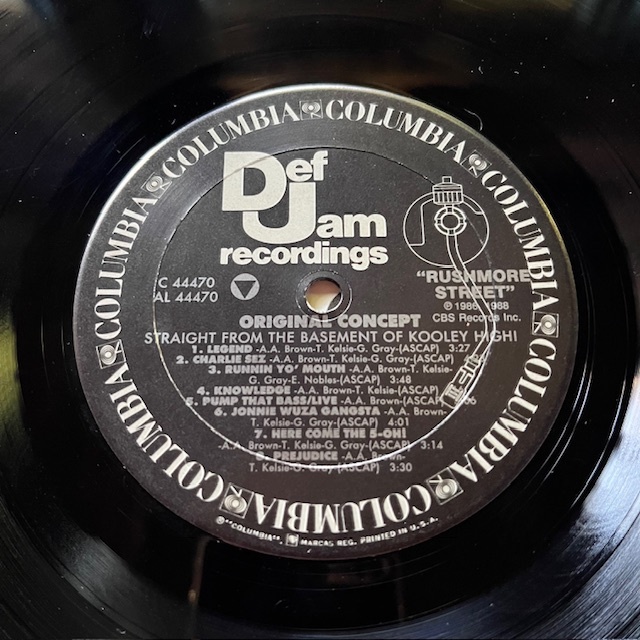 COLUMBIA COLUMBIA COLUMBIA COLUMBIA COLUMBIA COLUMBIA COLUMBIA COLUMBIA
Def
Jam
recordings
C 44470
AL 44470
"RUSHMORE
STREET"
℗ 1986, 1988
CBS Records Inc.
ORIGINAL CONCEPT
STRAIGHT FROM THE BASEMENT OF KOOLEY HIGH!
1. LEGEND -A.A. Brown-T. Kelsie-G. Gray-(ASCAP) 3:27
2. CHARLIE SEZ -A.A. Brown-T. Kelsie-G. Gray-(ASCAP)
3. RUNNIN YO' MOUTH -A.A. Brown-T. Kelsie-
G. Gray-E. Nobles-(ASCAP) 3:48
4. KNOWLEDGE -A.A. Brown-T. Kelsie-G. Gray-(ASCAP)
5. PUMP THAT BASS/LIVE -A.A. Brown-T. Kelsie-G. Gray-(ASCAP)
6. JONNIE WUZA GANGSTA -A.A. Brown-
T. Kelsie-G. Gray-(ASCAP) 4:01
7. HERE COME THE E-ON!
-A.A. Brown-T. Kelsie-G. Gray-(ASCAP) 3:14
8. PREJUDICE -A.A. Brown-
T. Kelsie-G. Gray (ASCAP) 3:30
℗"COLUMBIA", MARCAS REG. PRINTED IN U.S.A.